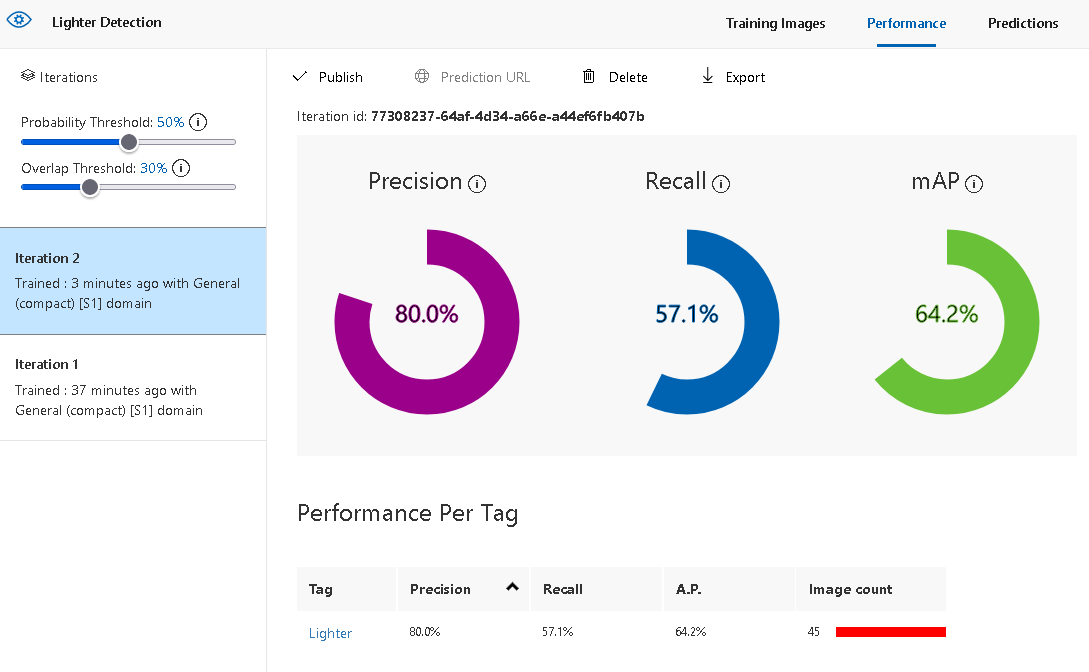 Lighter Detection
Training Images Performance Predictions
Iterations
Probability Threshold: 50%
Overlap Threshold: 30%
Iteration 2
Trained : 3 minutes ago with General
(compact) [S1] domain
Iteration 1
Trained : 37 minutes ago with
General (compact) [S1] domain
Publish Prediction URL Delete Export
Iteration id: 77308237-64af-4d34-a66e-a44ef6fb407b
Precision Recall mAP
80.0% 57.1% 64.2%
Performance Per Tag
Tag Precision Recall A.P. Image count
Lighter 80.0% 57.1% 64.2% 45